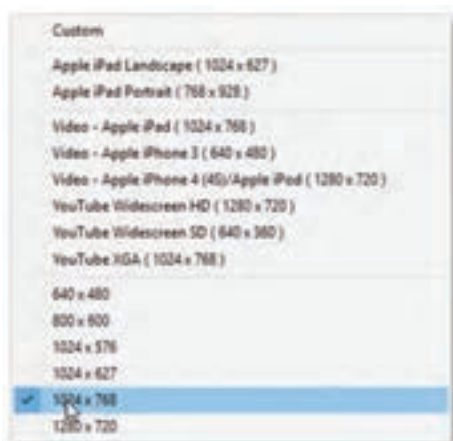 Custom
Apple iPad Landscape ( 1024 x 627 )
Apple iPad Portrait ( 768 x 928 )
Video - Apple iPad ( 1024 x 768 )
Video - Apple iPhone 3 ( 640 x 480 )
Video - Apple iPhone 4 (4S)/Apple iPod ( 1280 x 720 )
YouTube Widescreen HD ( 1280 x 720 )
YouTube Widescreen SD ( 640 x 360 )
YouTube XGA ( 1024 x 768 )
640 x 480
800 x 600
1024 x 576
1024 x 627
1024 x 768
1280 x 720